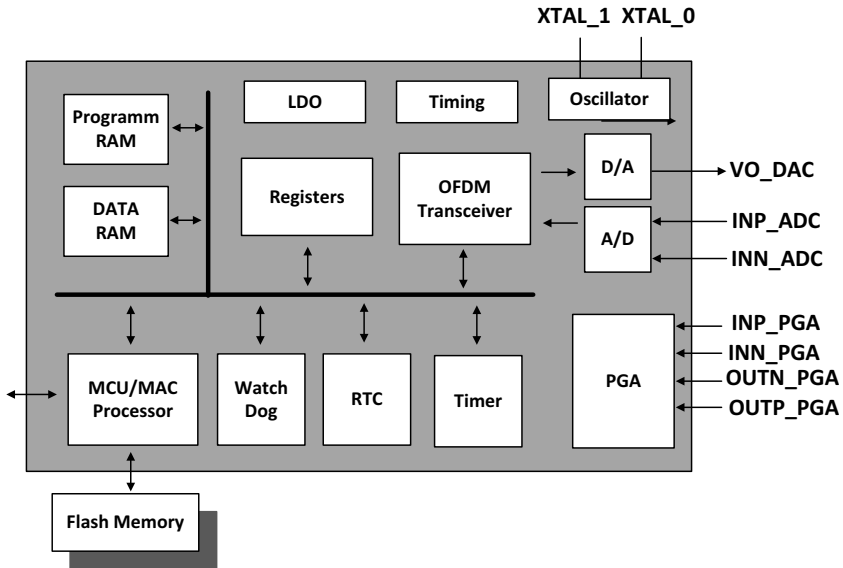 XTAL_1 XTAL_0
LDO
Timing
Oscillator
Programm
RAM
DATA
RAM
Registers
OFDM
Transceiver
D/A
A/D
VO_DAC
INP_ADC
INN_ADC
MCU/MAC
Processor
Watch
Dog
RTC
Timer
PGA
INP_PGA
INN_PGA
OUTN_PGA
OUTP_PGA
Flash Memory